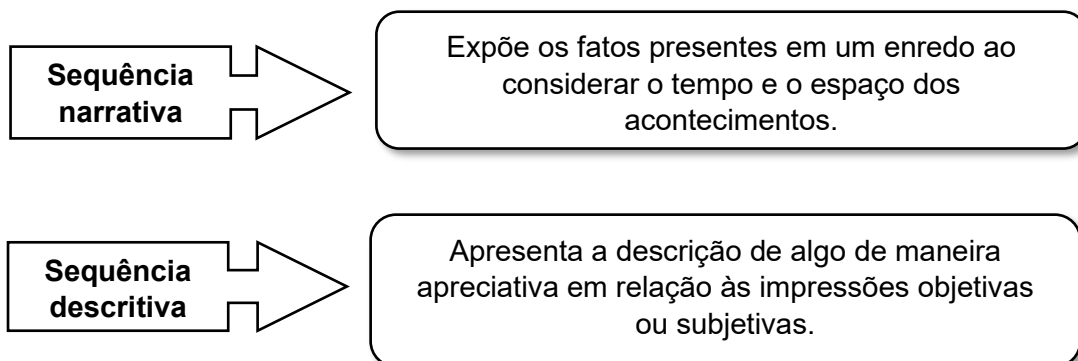 Sequência
narrativa
Expõe os fatos presentes em um enredo ao
considerar o tempo e o espaço dos
acontecimentos.
Sequência
descritiva
Apresenta a descrição de algo de maneira
apreciativa em relação às impressões objetivas
ou subjetivas.